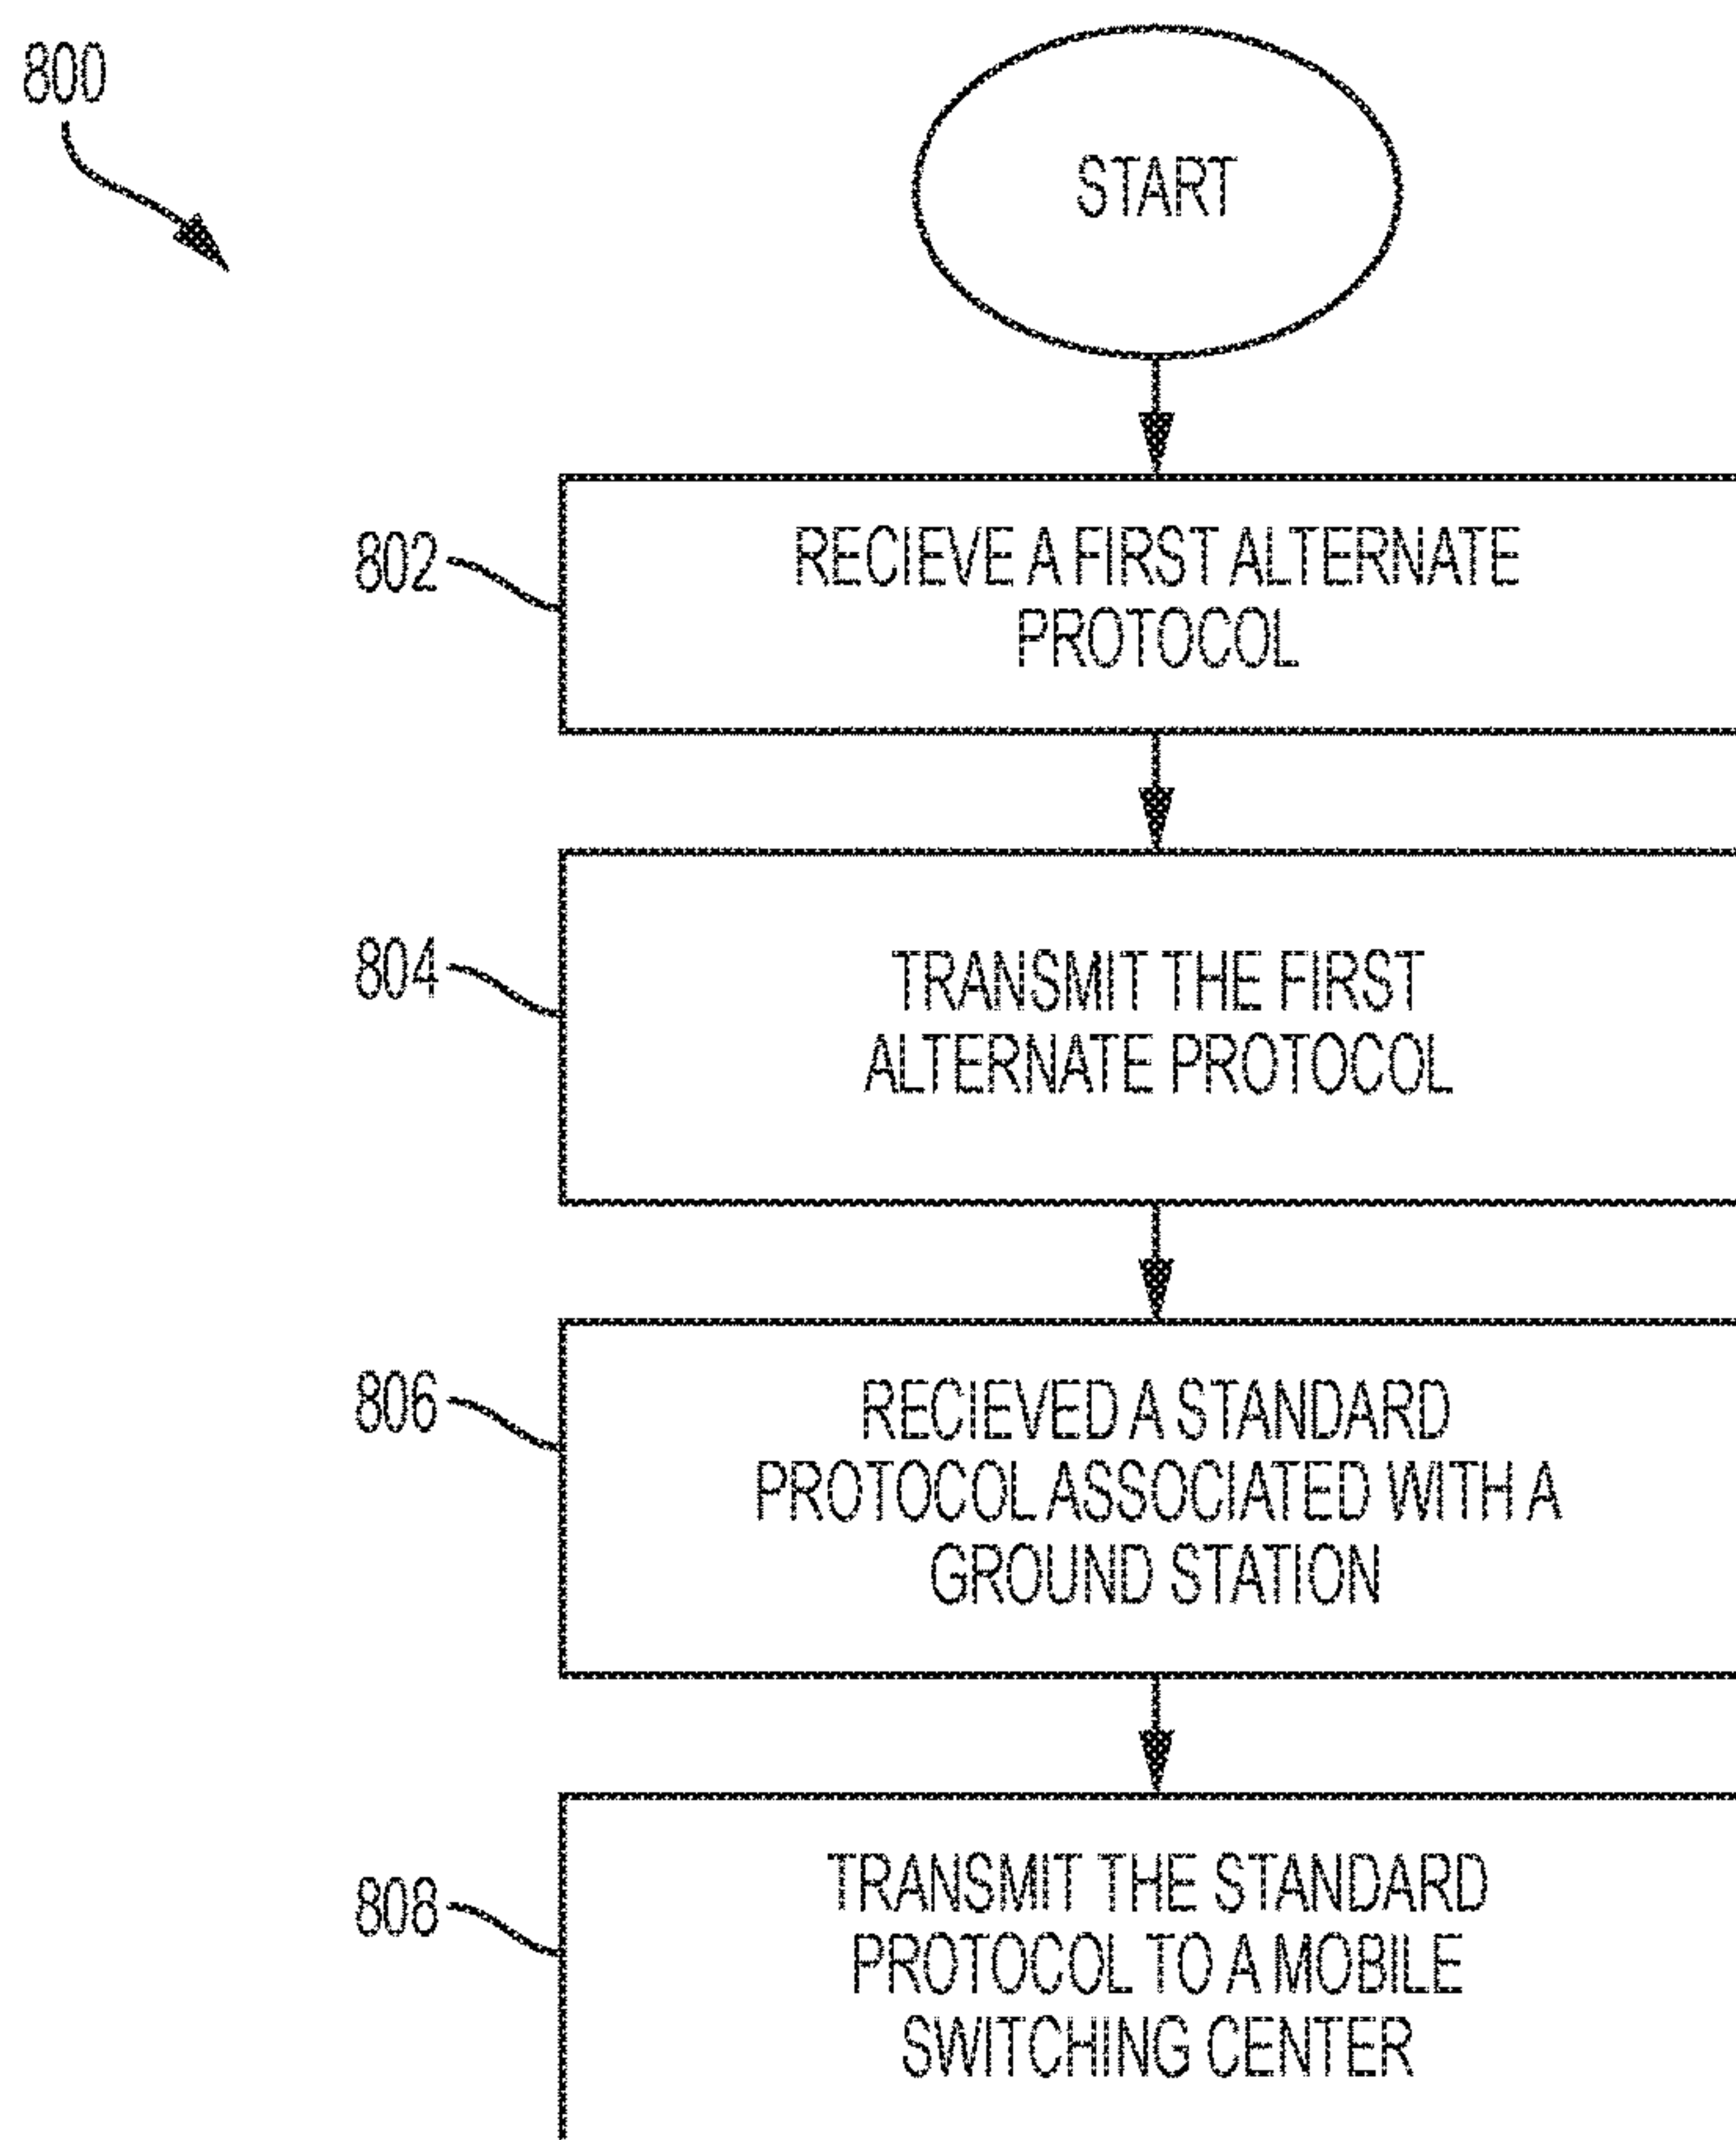 800
START
802
RECIEVE A FIRST ALTERNATE
PROTOCOL
804
TRANSMIT THE FIRST
ALTERNATE PROTOCOL
806
RECIEVED A STANDARD
PROTOCOL ASSOCIATED WITH A
GROUND STATION
808
TRANSMIT THE STANDARD
PROTOCOL TO A MOBILE
SWITCHING CENTER